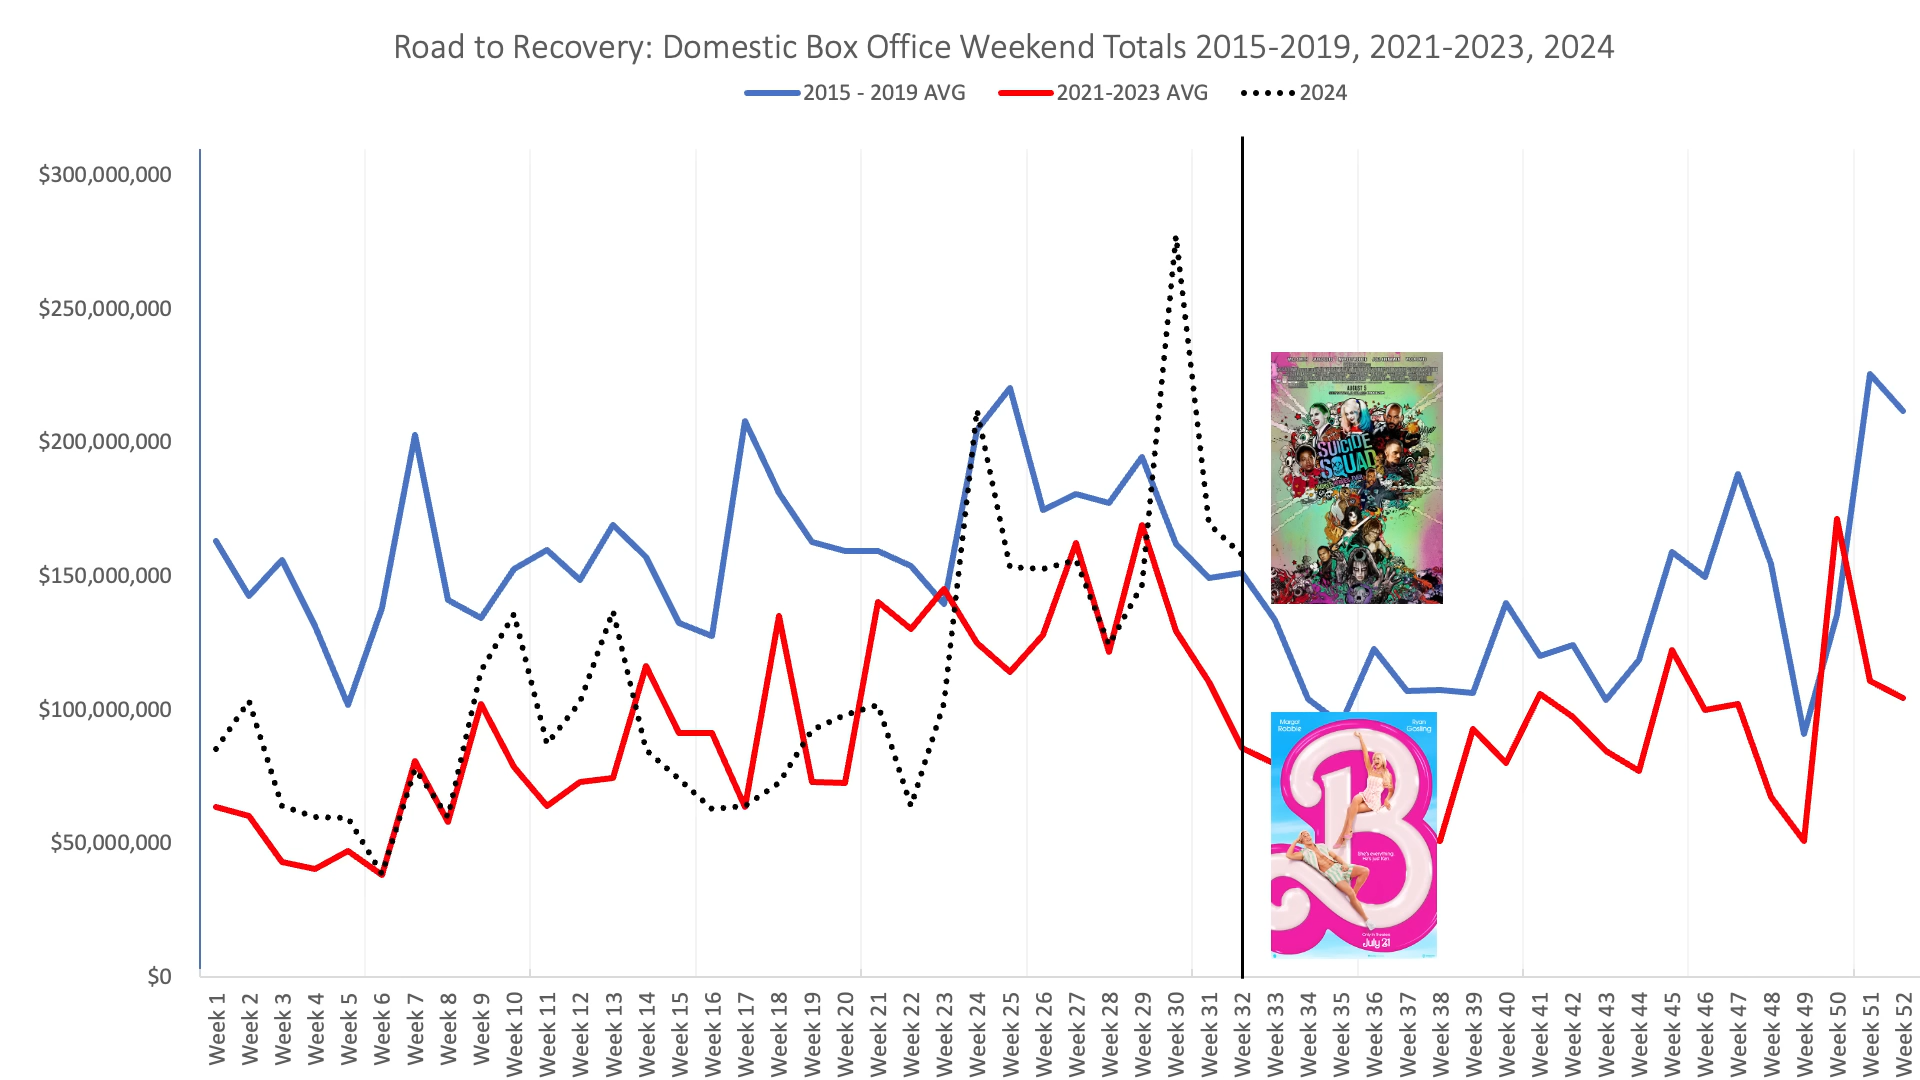 Road to Recovery: Domestic Box Office Weekend Totals 2015-2019, 2021-2023, 2024
2015 - 2019 AVG
2021-2023 AVG
2024
$300,000,000
$250,000,000
$200,000,000
$150,000,000
$100,000,000
$50,000,000
$0
AUGUST 5
SUICIDE
SQUAD
Margot
Robbie
Ryan
Gosling
She's everything.
He's just Ken.
Only in theaters
July 21
Week 1
Week 2
Week 3
Week 4
Week 5
Week 6
Week 7
Week 8
Week 9
Week 10
Week 11
Week 12
Week 13
Week 14
Week 15
Week 16
Week 17
Week 18
Week 19
Week 20
Week 21
Week 22
Week 23
Week 24
Week 25
Week 26
Week 27
Week 28
Week 29
Week 30
Week 31
Week 32
Week 33
Week 34
Week 35
Week 36
Week 37
Week 38
Week 39
Week 40
Week 41
Week 42
Week 43
Week 44
Week 45
Week 46
Week 47
Week 48
Week 49
Week 50
Week 51
Week 52